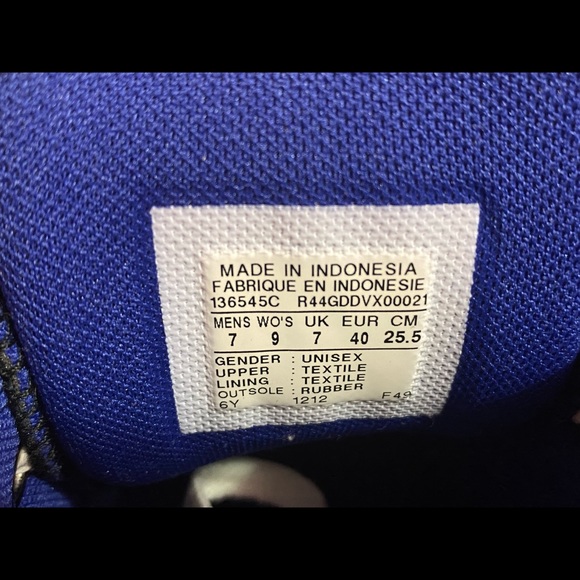 MADE IN INDONESIA
FABRIQUE EN INDONESIE
136545C R44GDDVX00021
MENS WO'S UK EUR CM
7 9 7 40 25.5
GENDER : UNISEX
UPPER : TEXTILE
LINING : TEXTILE
OUTSOLE : RUBBER
6Y 1212 F49